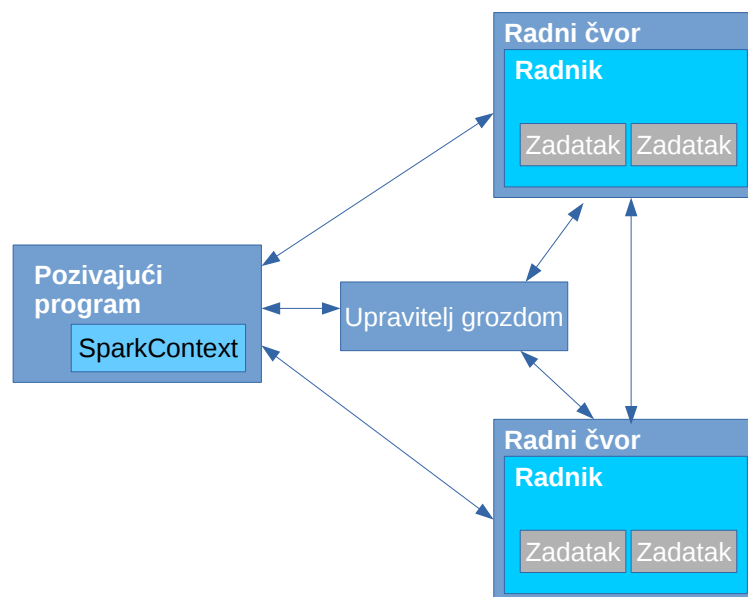 Radni čvor
Radnik
Zadatak Zadatak
Pozivajući
program
SparkContext
Upravitelj grozdom
Radni čvor
Radnik
Zadatak Zadatak